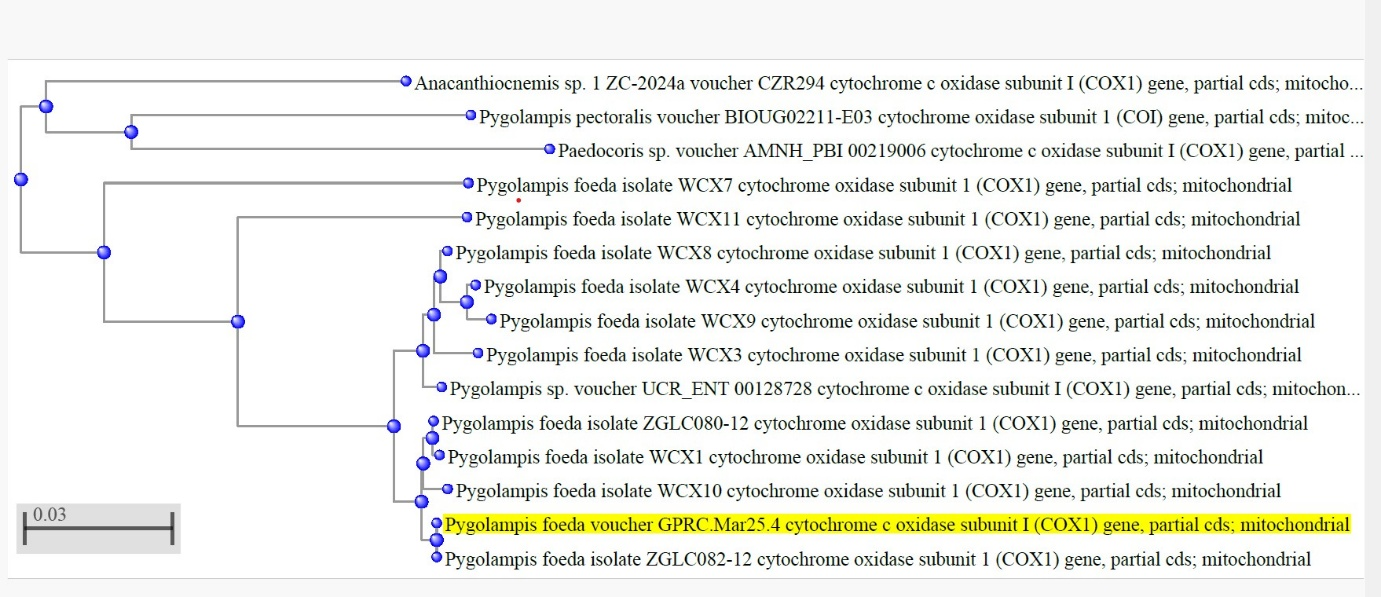 Anacanthiocnemis sp. 1 ZC-2024a voucher CZR294 cytochrome c oxidase subunit I (COX1) gene, partial cds; mitocho...
Pygolampis pectoralis voucher BIOUG02211-E03 cytochrome oxidase subunit 1 (COI) gene, partial cds; mitoc...
Paedocoris sp. voucher AMNH_PBI 00219006 cytochrome c oxidase subunit I (COX1) gene, partial ...
Pygolampis foeda isolate WCX7 cytochrome oxidase subunit 1 (COX1) gene, partial cds; mitochondrial
Pygolampis foeda isolate WCX11 cytochrome oxidase subunit 1 (COX1) gene, partial cds; mitochondrial
Pygolampis foeda isolate WCX8 cytochrome oxidase subunit 1 (COX1) gene, partial cds; mitochondrial
Pygolampis foeda isolate WCX4 cytochrome oxidase subunit 1 (COX1) gene, partial cds; mitochondrial
Pygolampis foeda isolate WCX9 cytochrome oxidase subunit 1 (COX1) gene, partial cds; mitochondrial
Pygolampis foeda isolate WCX3 cytochrome oxidase subunit 1 (COX1) gene, partial cds; mitochondrial
Pygolampis sp. voucher UCR_ENT 00128728 cytochrome c oxidase subunit I (COX1) gene, partial cds; mitochon...
Pygolampis foeda isolate ZGLC080-12 cytochrome oxidase subunit 1 (COX1) gene, partial cds; mitochondrial
Pygolampis foeda isolate WCX1 cytochrome oxidase subunit 1 (COX1) gene, partial cds; mitochondrial
Pygolampis foeda isolate WCX10 cytochrome oxidase subunit 1 (COX1) gene, partial cds; mitochondrial
0.03
Pygolampis foeda voucher GPRC.Mar25.4 cytochrome c oxidase subunit I (COX1) gene, partial cds; mitochondrial
Pygolampis foeda isolate ZGLC082-12 cytochrome oxidase subunit 1 (COX1) gene, partial cds; mitochondrial